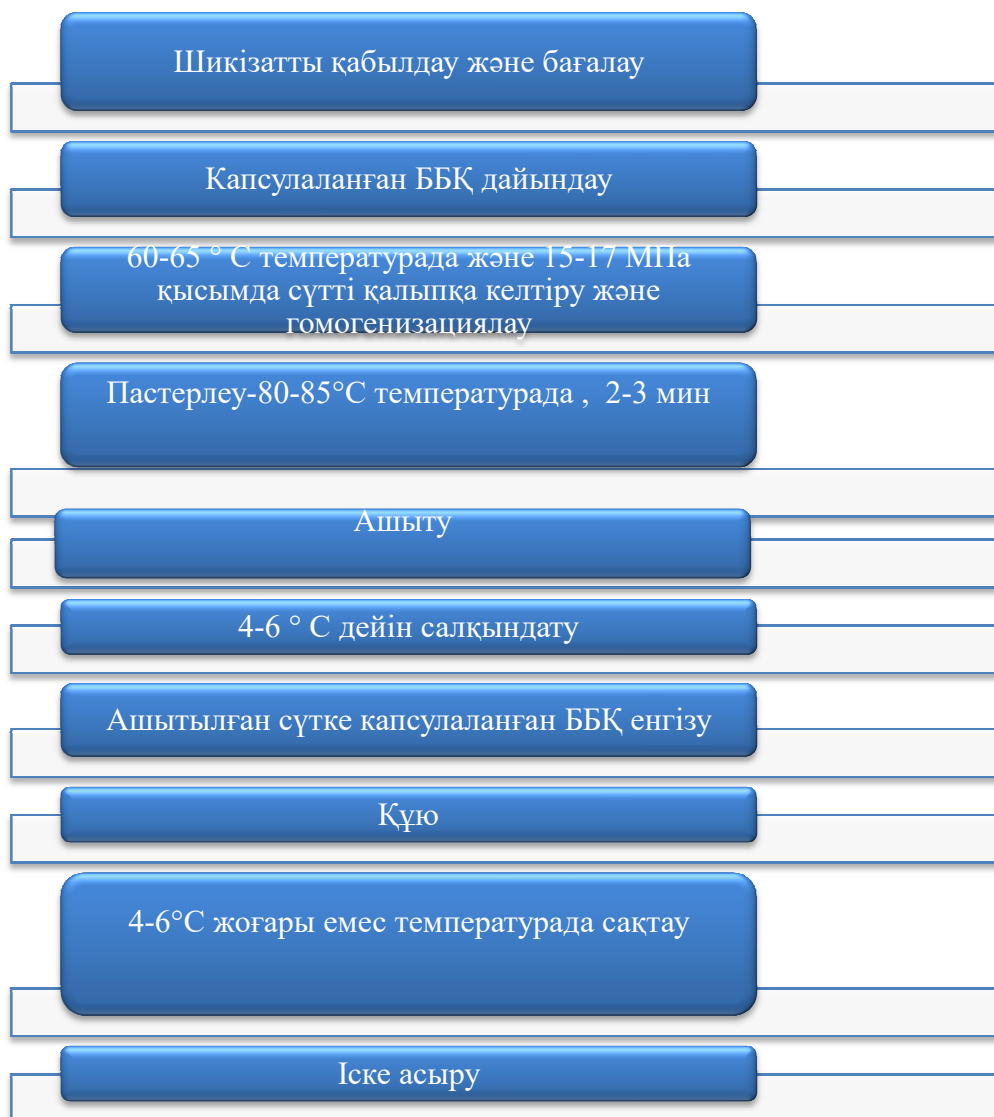 Шикізатты қабылдау және бағалау
Капсулаланған ББҚ дайындау
60-65 ° С температурада және 15-17 МПа
қысымда сүтті қалыпқа келтіру және
гомогенизациялау
Пастерлеу-80-85°С температурада , 2-3 мин
Ашыту
4-6 ° С дейін салқындату
Ашытылған сүтке капсулаланған ББҚ енгізу
Құю
4-6°С жоғары емес температурада сақтау
Іске асыру